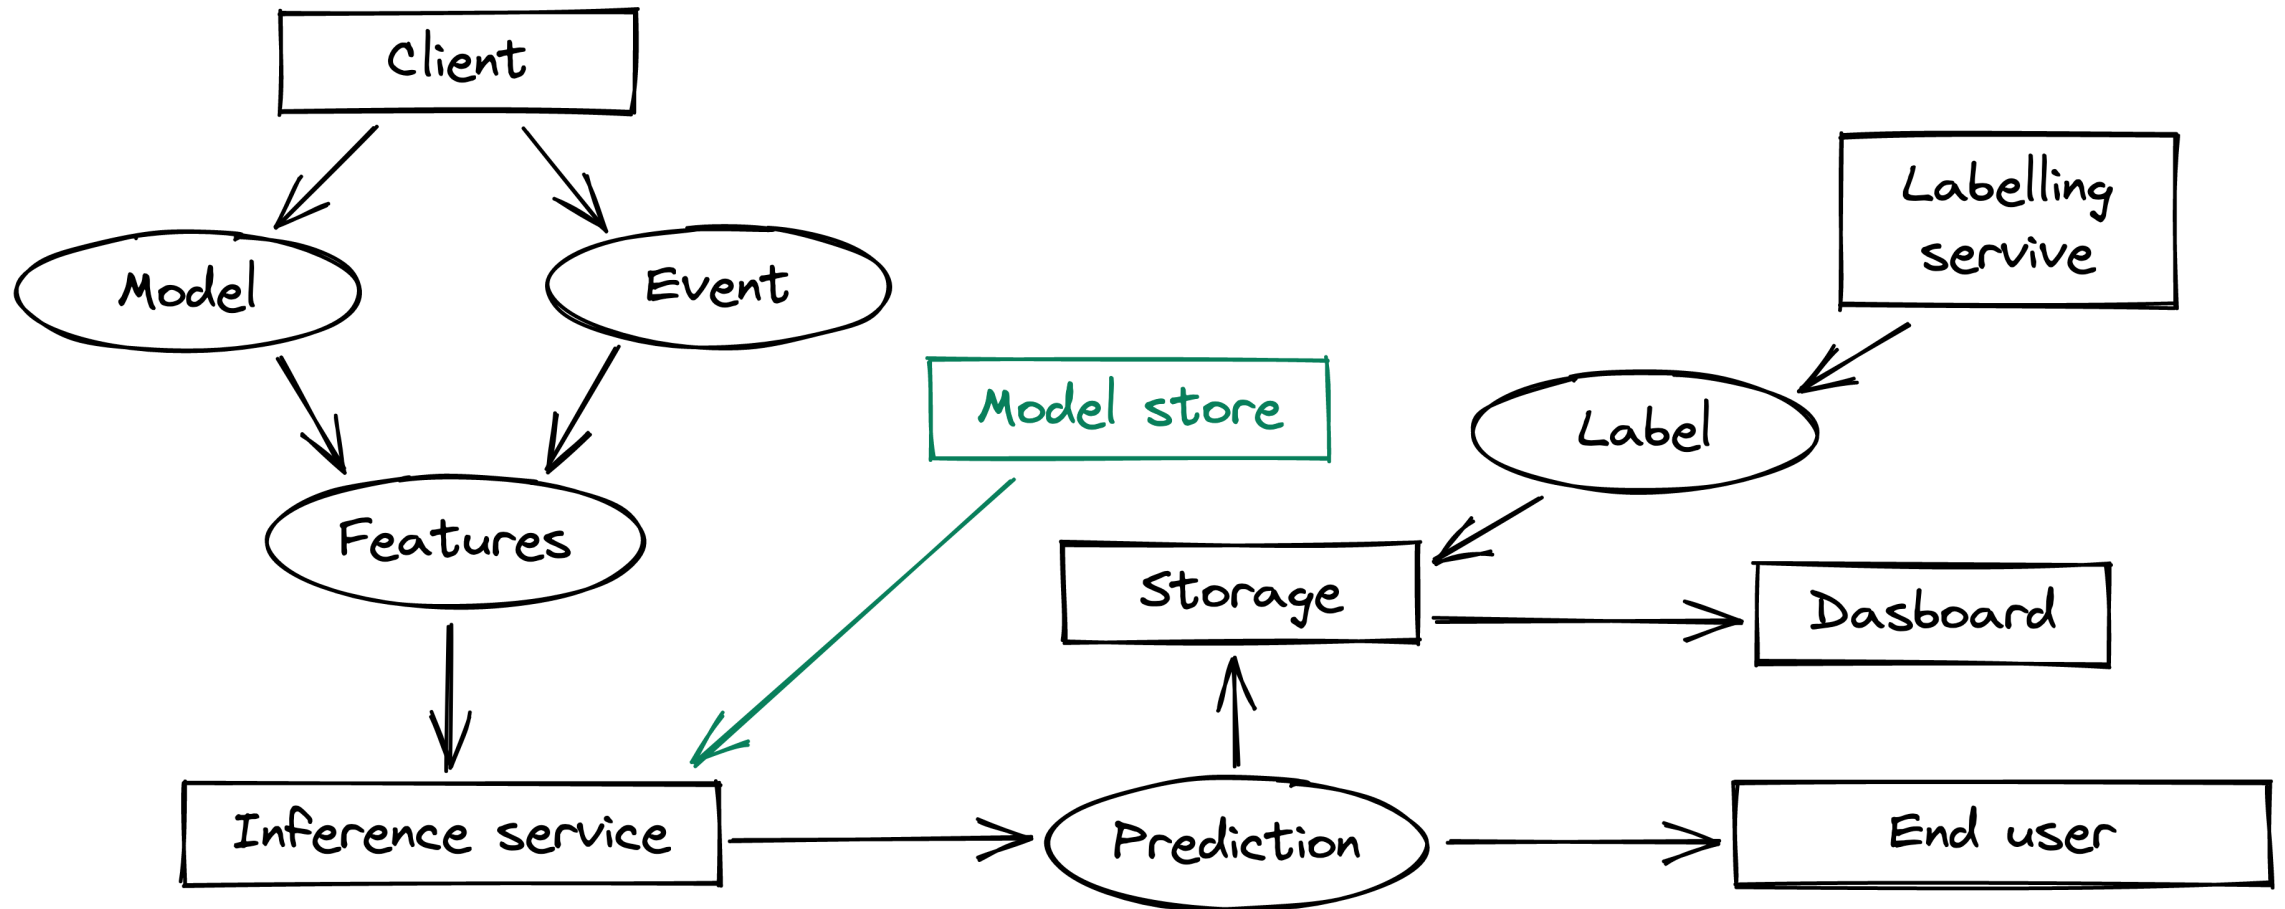 Client
Labelling
servive
Model
Event
Model store
Label
Features
Storage
Dasboard
Inference service
Prediction
End user